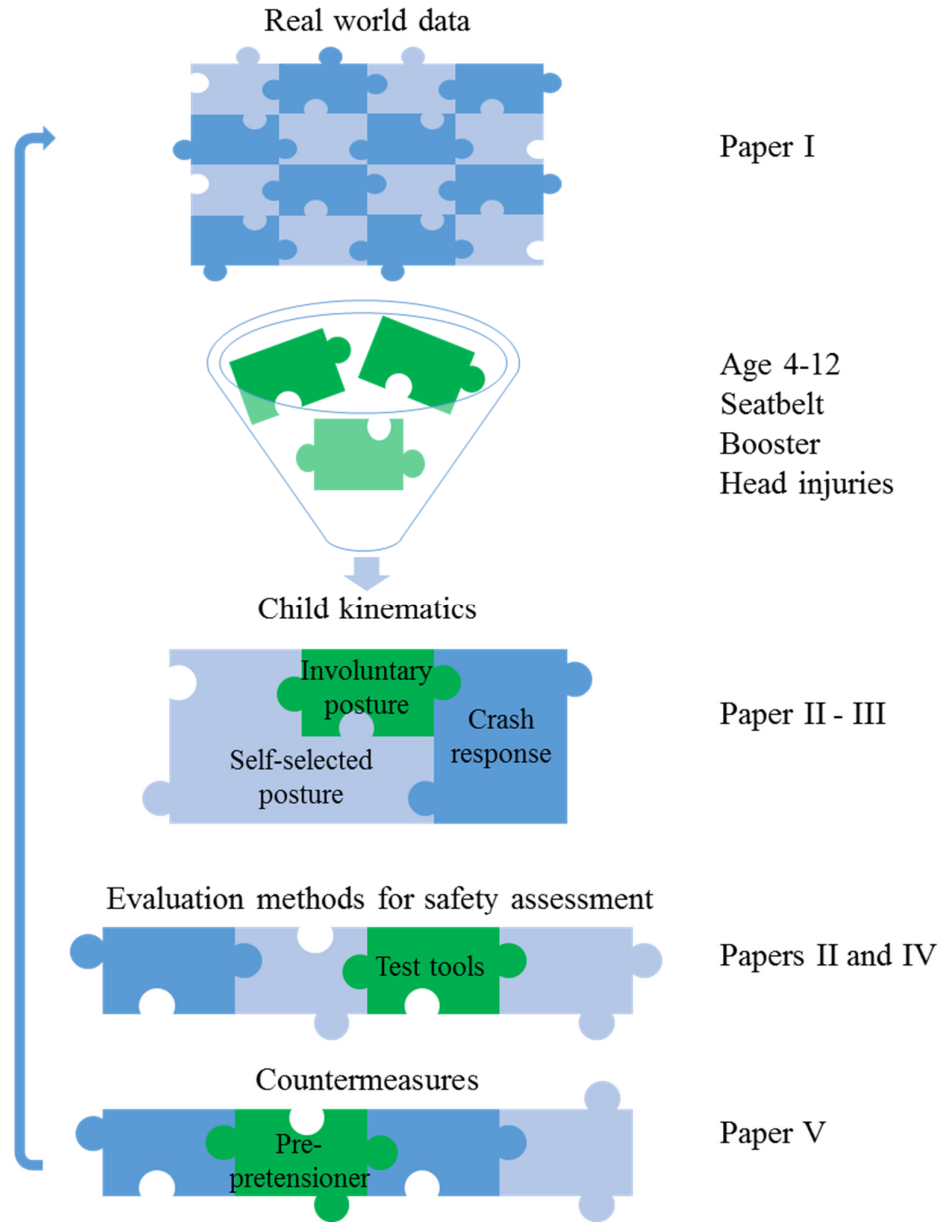 Real world data
Paper I
Age 4-12
Seatbelt
Booster
Head injuries
Child kinematics
Involuntary
posture
Crash
response
Self-selected
posture
Paper II - III
Evaluation methods for safety assessment
Test tools
Papers II and IV
Countermeasures
Pre-
pretensioner
Paper V